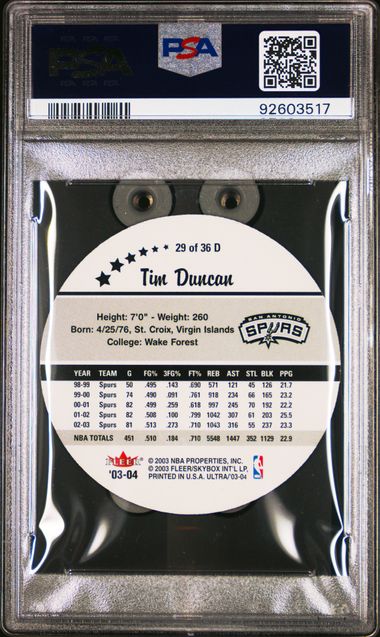 PSA
PSA
92603517
29 of 36 D
Tim Duncan
Height: 7'0" - Weight: 260
Born: 4/25/76, St. Croix, Virgin Islands
College: Wake Forest
SAN ANTONIO
SPURS
YEAR TEAM G FG% 3FG% FT% REB AST STL BLK PPG
98-99 Spurs 50 .495 .143 .690 571 121 45 126 21.7
99-00 Spurs 74 .490 .091 .761 918 234 66 165 23.2
00-01 Spurs 82 .499 .259 .618 997 245 70 192 22.2
01-02 Spurs 82 .508 .100 .799 1042 307 61 203 25.5
02-03 Spurs 81 .513 .237 .710 1043 316 55 237 23.3
NBA TOTALS 451 .510 .184 .710 5548 1447 352 1129 22.9
FLEER
'03-04
© 2003 NBA PROPERTIES, INC.
© 2003 FLEER/SKYBOX INT'L LP.
PRINTED IN U.S.A. ULTRA/'03-04